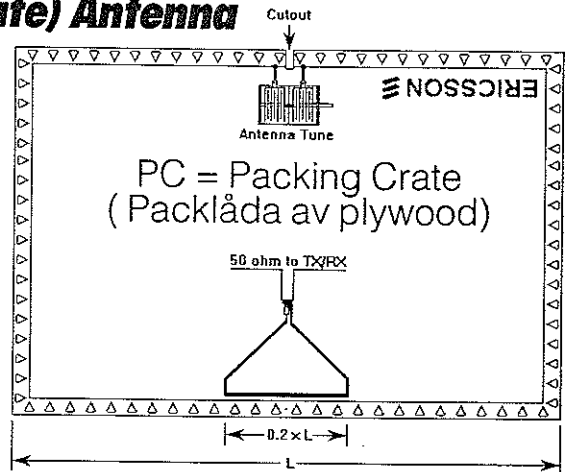 ate) Antenna
Cutout
ERICSSON
Antenna Tune
PC = Packing Crate
( Packlåda av plywood)
50 ohm to TX/RX
0.2×L
L